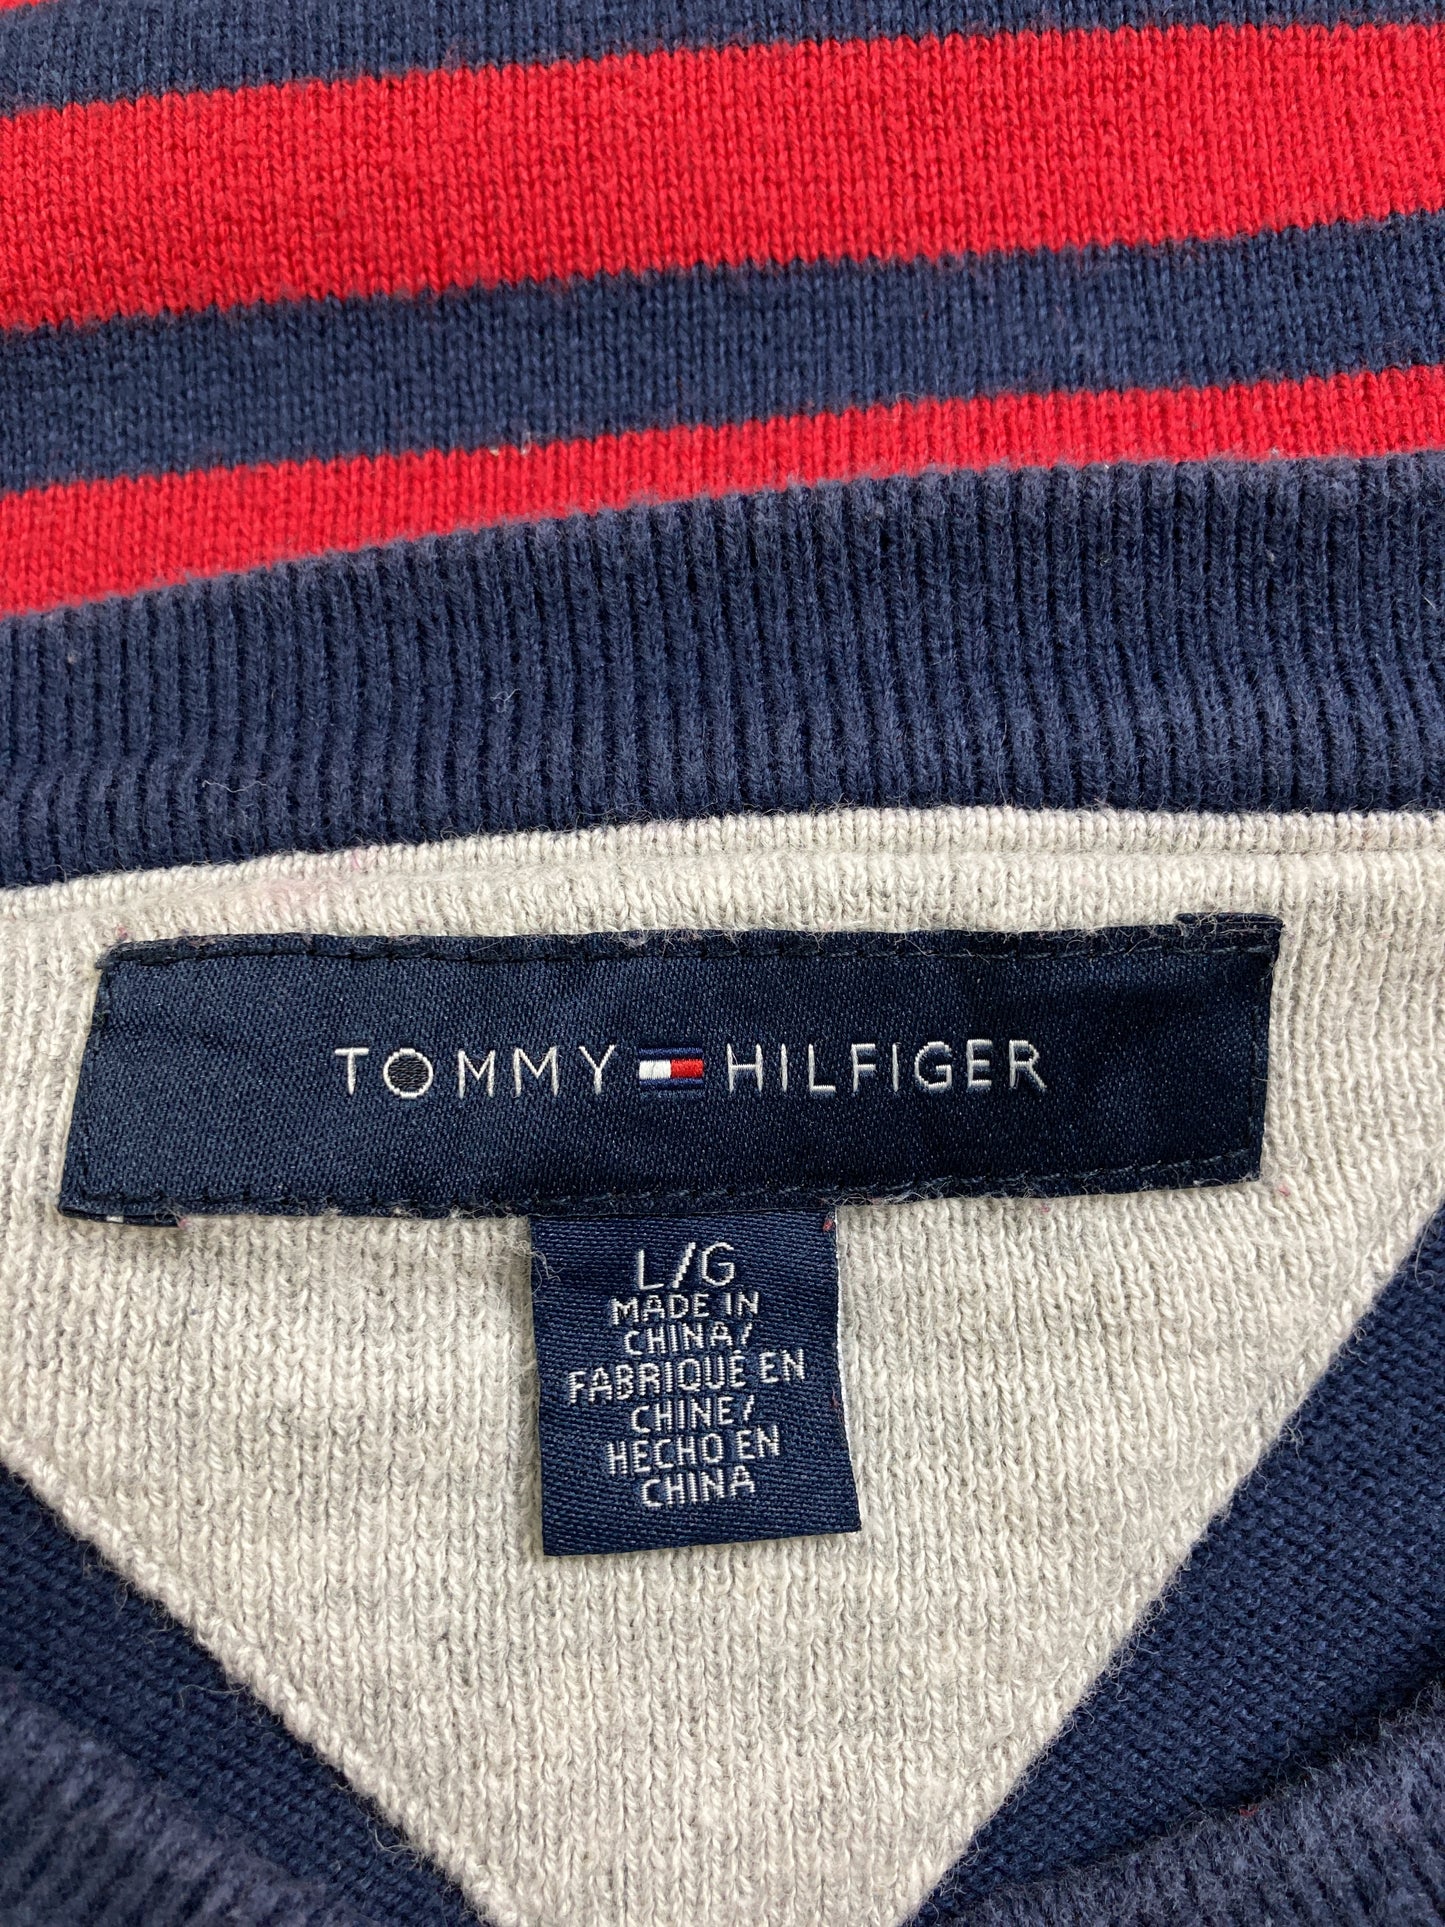 TOMMY HILFIGER
L/G
MADE IN
CHINA/
FABRIQUÉ EN
CHINE/
HECHO EN
CHINA